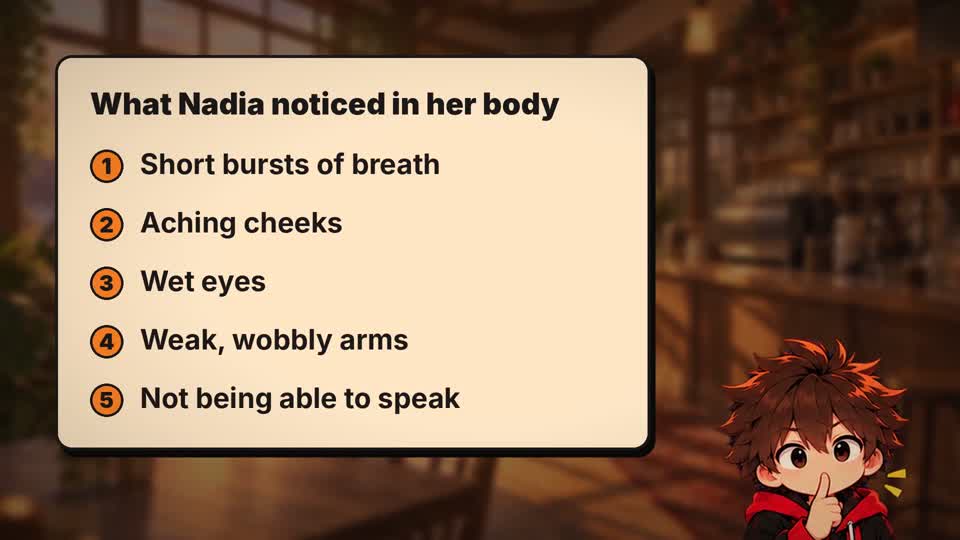 What Nadia noticed in her body
1 Short bursts of breath
2 Aching cheeks
3 Wet eyes
4 Weak, wobbly arms
5 Not being able to speak